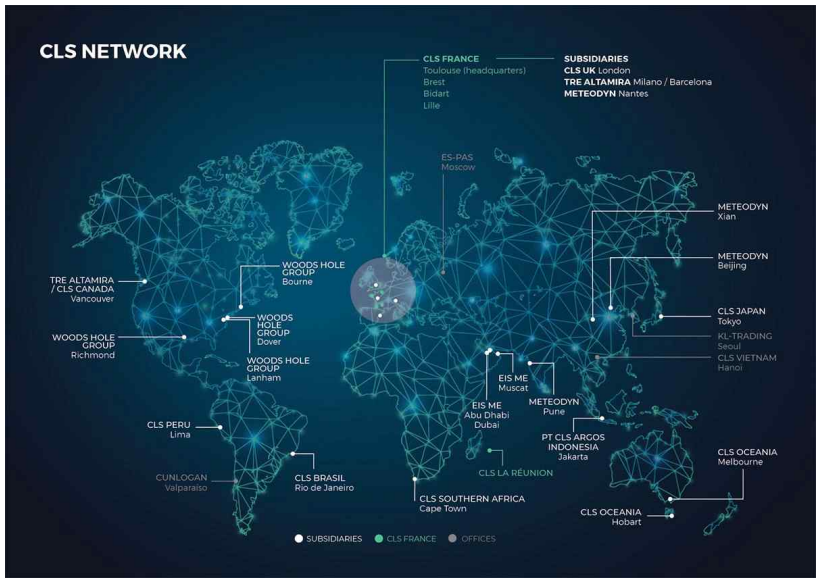 CLS NETWORK
CLS FRANCE
Toulouse (headquarters)
Brest
Bidart
Lille
SUBSIDIARIES
CLS UK London
TRE ALTAMIRA Milano / Barcelona
METEODYN Nantes
ES-PAS
Moscow
METEODYN
Xian
METEODYN
Beijing
WOODS HOLE
GROUP
Bourne
TRE ALTAMIRA
/ CLS CANADA
Vancouver
WOODS
HOLE
GROUP
Dover
CLS JAPAN
Tokyo
WOODS HOLE
GROUP
Richmond
KL-TRADING
Seoul
WOODS HOLE
GROUP
Lanham
CLS VIETNAM
Hanoi
EIS ME
Muscat
EIS ME
Abu Dhabi
Dubai
METEODYN
Pune
CLS PERU
Lima
PT CLS ARGOS
INDONESIA
Jakarta
CLS OCEANIA
Melbourne
CLS LA RÉUNION
CUNLOGAN
Valparaíso
CLS BRASIL
Rio de Janeiro
CLS SOUTHERN AFRICA
Cape Town
CLS OCEANIA
Hobart
SUBSIDIARIES
CLS FRANCE
OFFICES